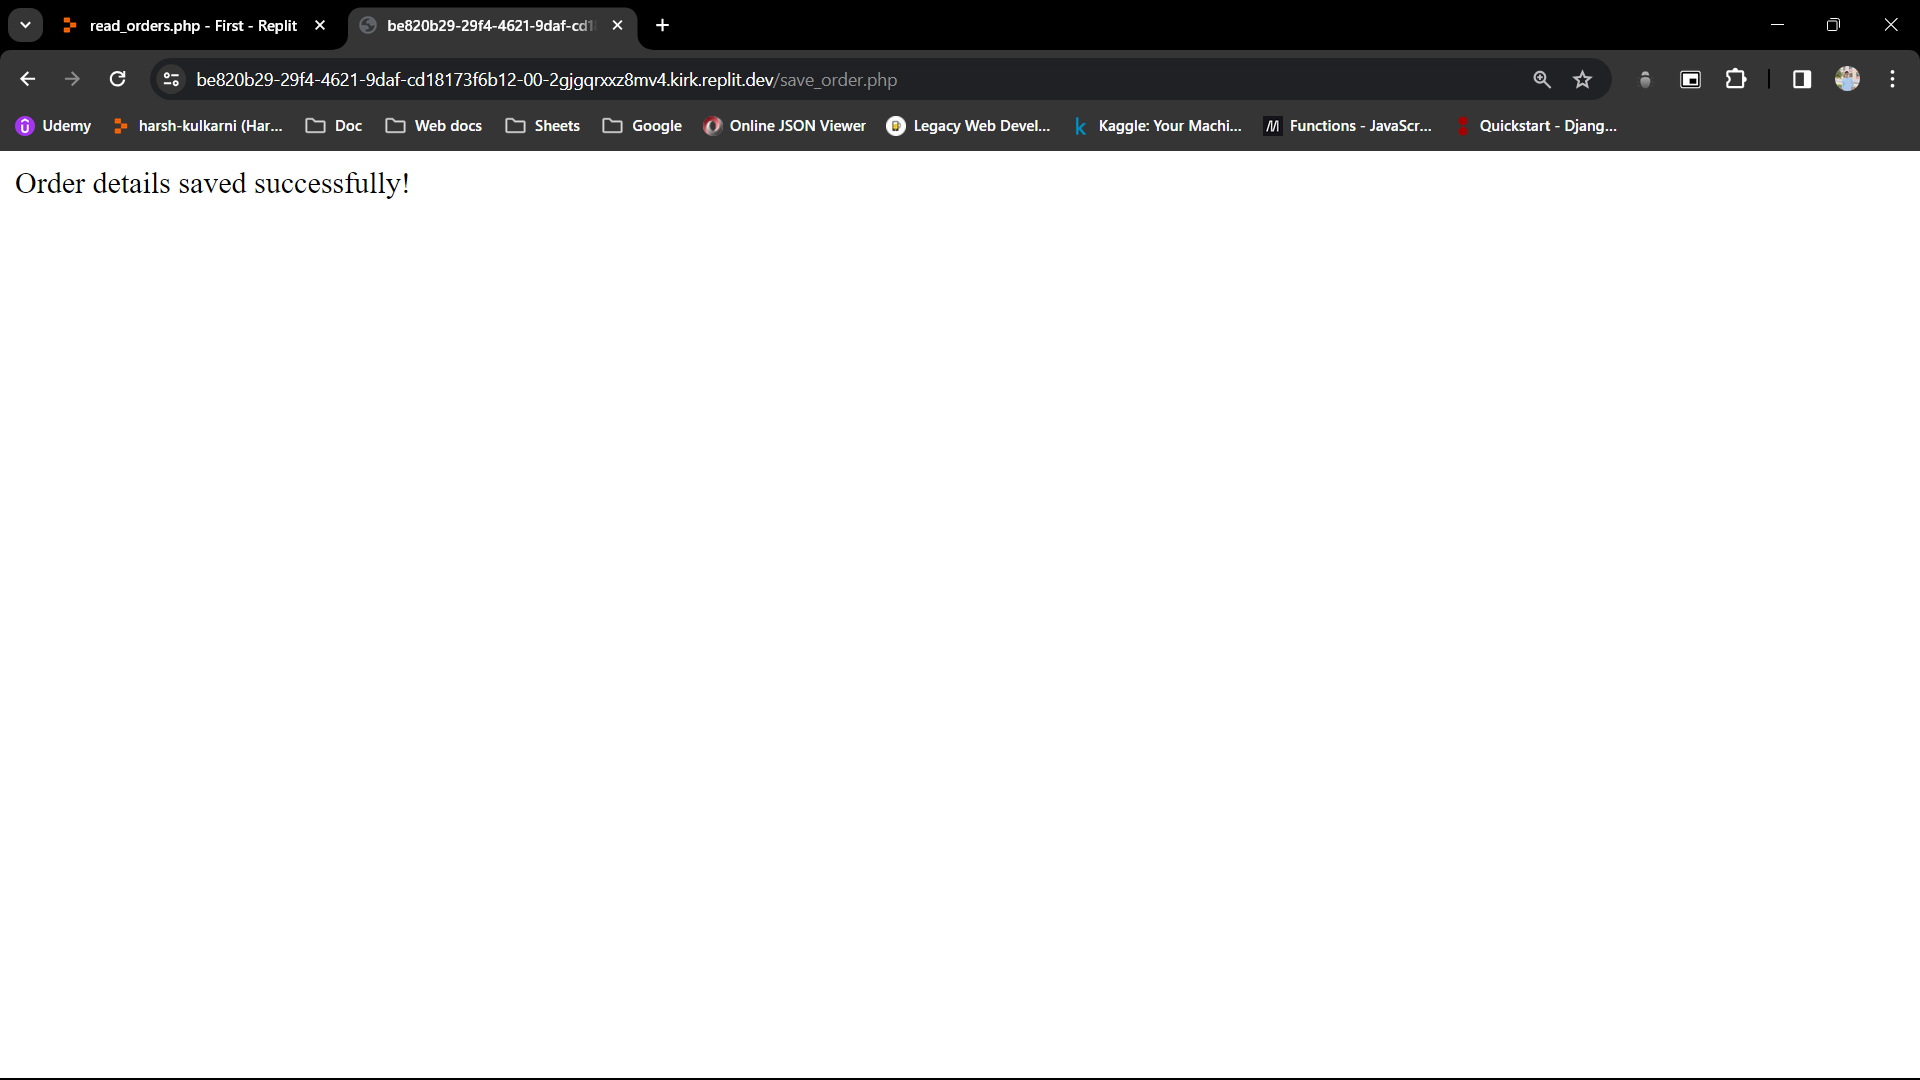 read_orders.php - First - Replit
be820b29-29f4-4621-9daf-cd18
be820b29-29f4-4621-9daf-cd18173f6b12-00-2gjgqrxxz8mv4.kirk.replit.dev/save_order.php
Udemy harsh-kulkarni (Har... Doc Web docs Sheets Google Online JSON Viewer Legacy Web Devel... Kaggle: Your Machi... Functions - JavaScr... Quickstart - Djang...
Order details saved successfully!